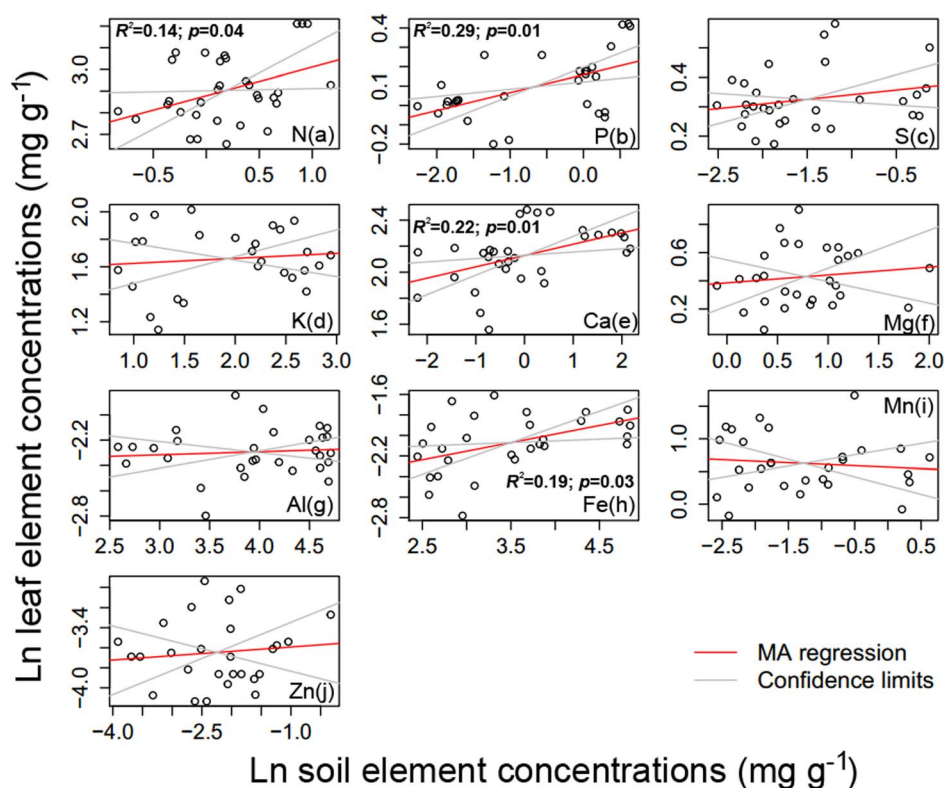 Ln leaf element concentrations (mg g⁻¹)
R²=0.14; p=0.04
3.0
2.7
N(a)
−0.5 0.5
R²=0.29; p=0.01
0.4
0.1
−0.2
P(b)
−2.0 −1.0 0.0
0.4
0.2
S(c)
−2.5 −1.5 −0.5
2.0
1.6
1.2
K(d)
1.0 1.5 2.0 2.5 3.0
R²=0.22; p=0.01
2.4
2.0
1.6
Ca(e)
−2 −1 0 1 2
0.6
0.2
Mg(f)
0.0 0.5 1.0 1.5 2.0
−2.2
−2.8
Al(g)
2.5 3.0 3.5 4.0 4.5
−1.6
−2.2
−2.8
R²=0.19; p=0.03
Fe(h)
2.5 3.5 4.5
Mn(i)
1.0
0.0
−2.5 −1.5 −0.5 0.5
−3.4
−4.0
Zn(j)
−4.0 −2.5 −1.0
MA regression
Confidence limits
Ln soil element concentrations (mg g⁻¹)